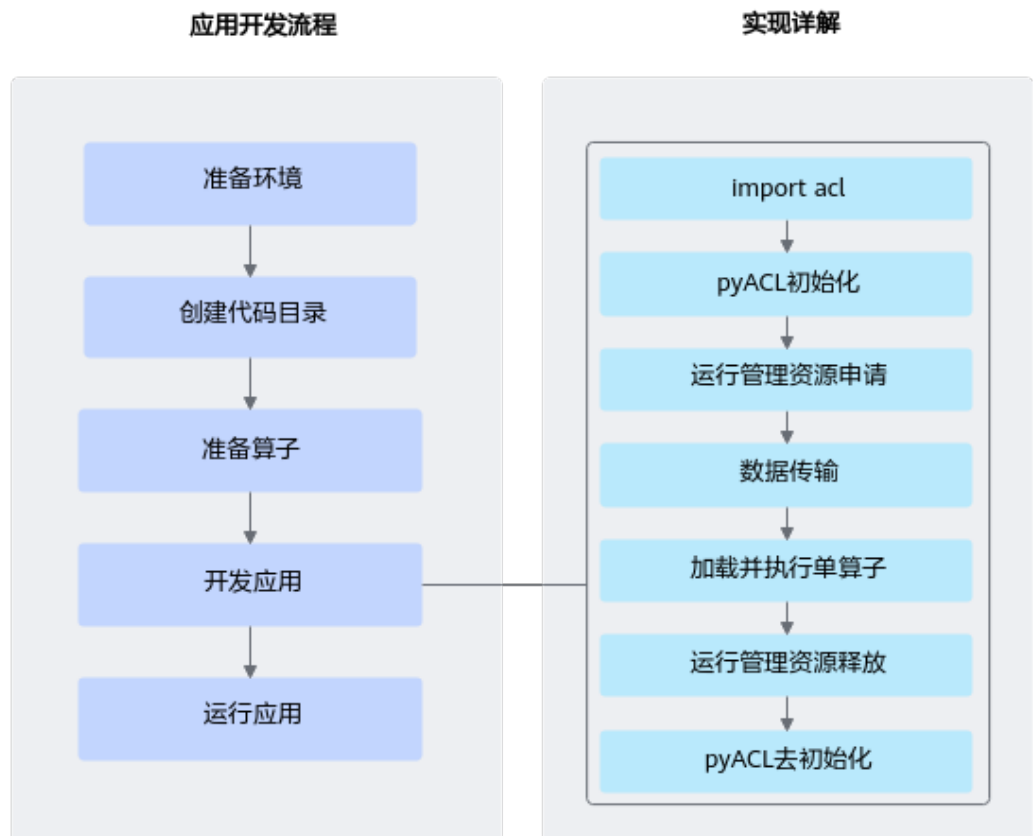 应用开发流程
实现详解
准备环境
创建代码目录
准备算子
开发应用
运行应用
import acl
pyACL初始化
运行管理资源申请
数据传输
加载并执行单算子
运行管理资源释放
pyACL去初始化